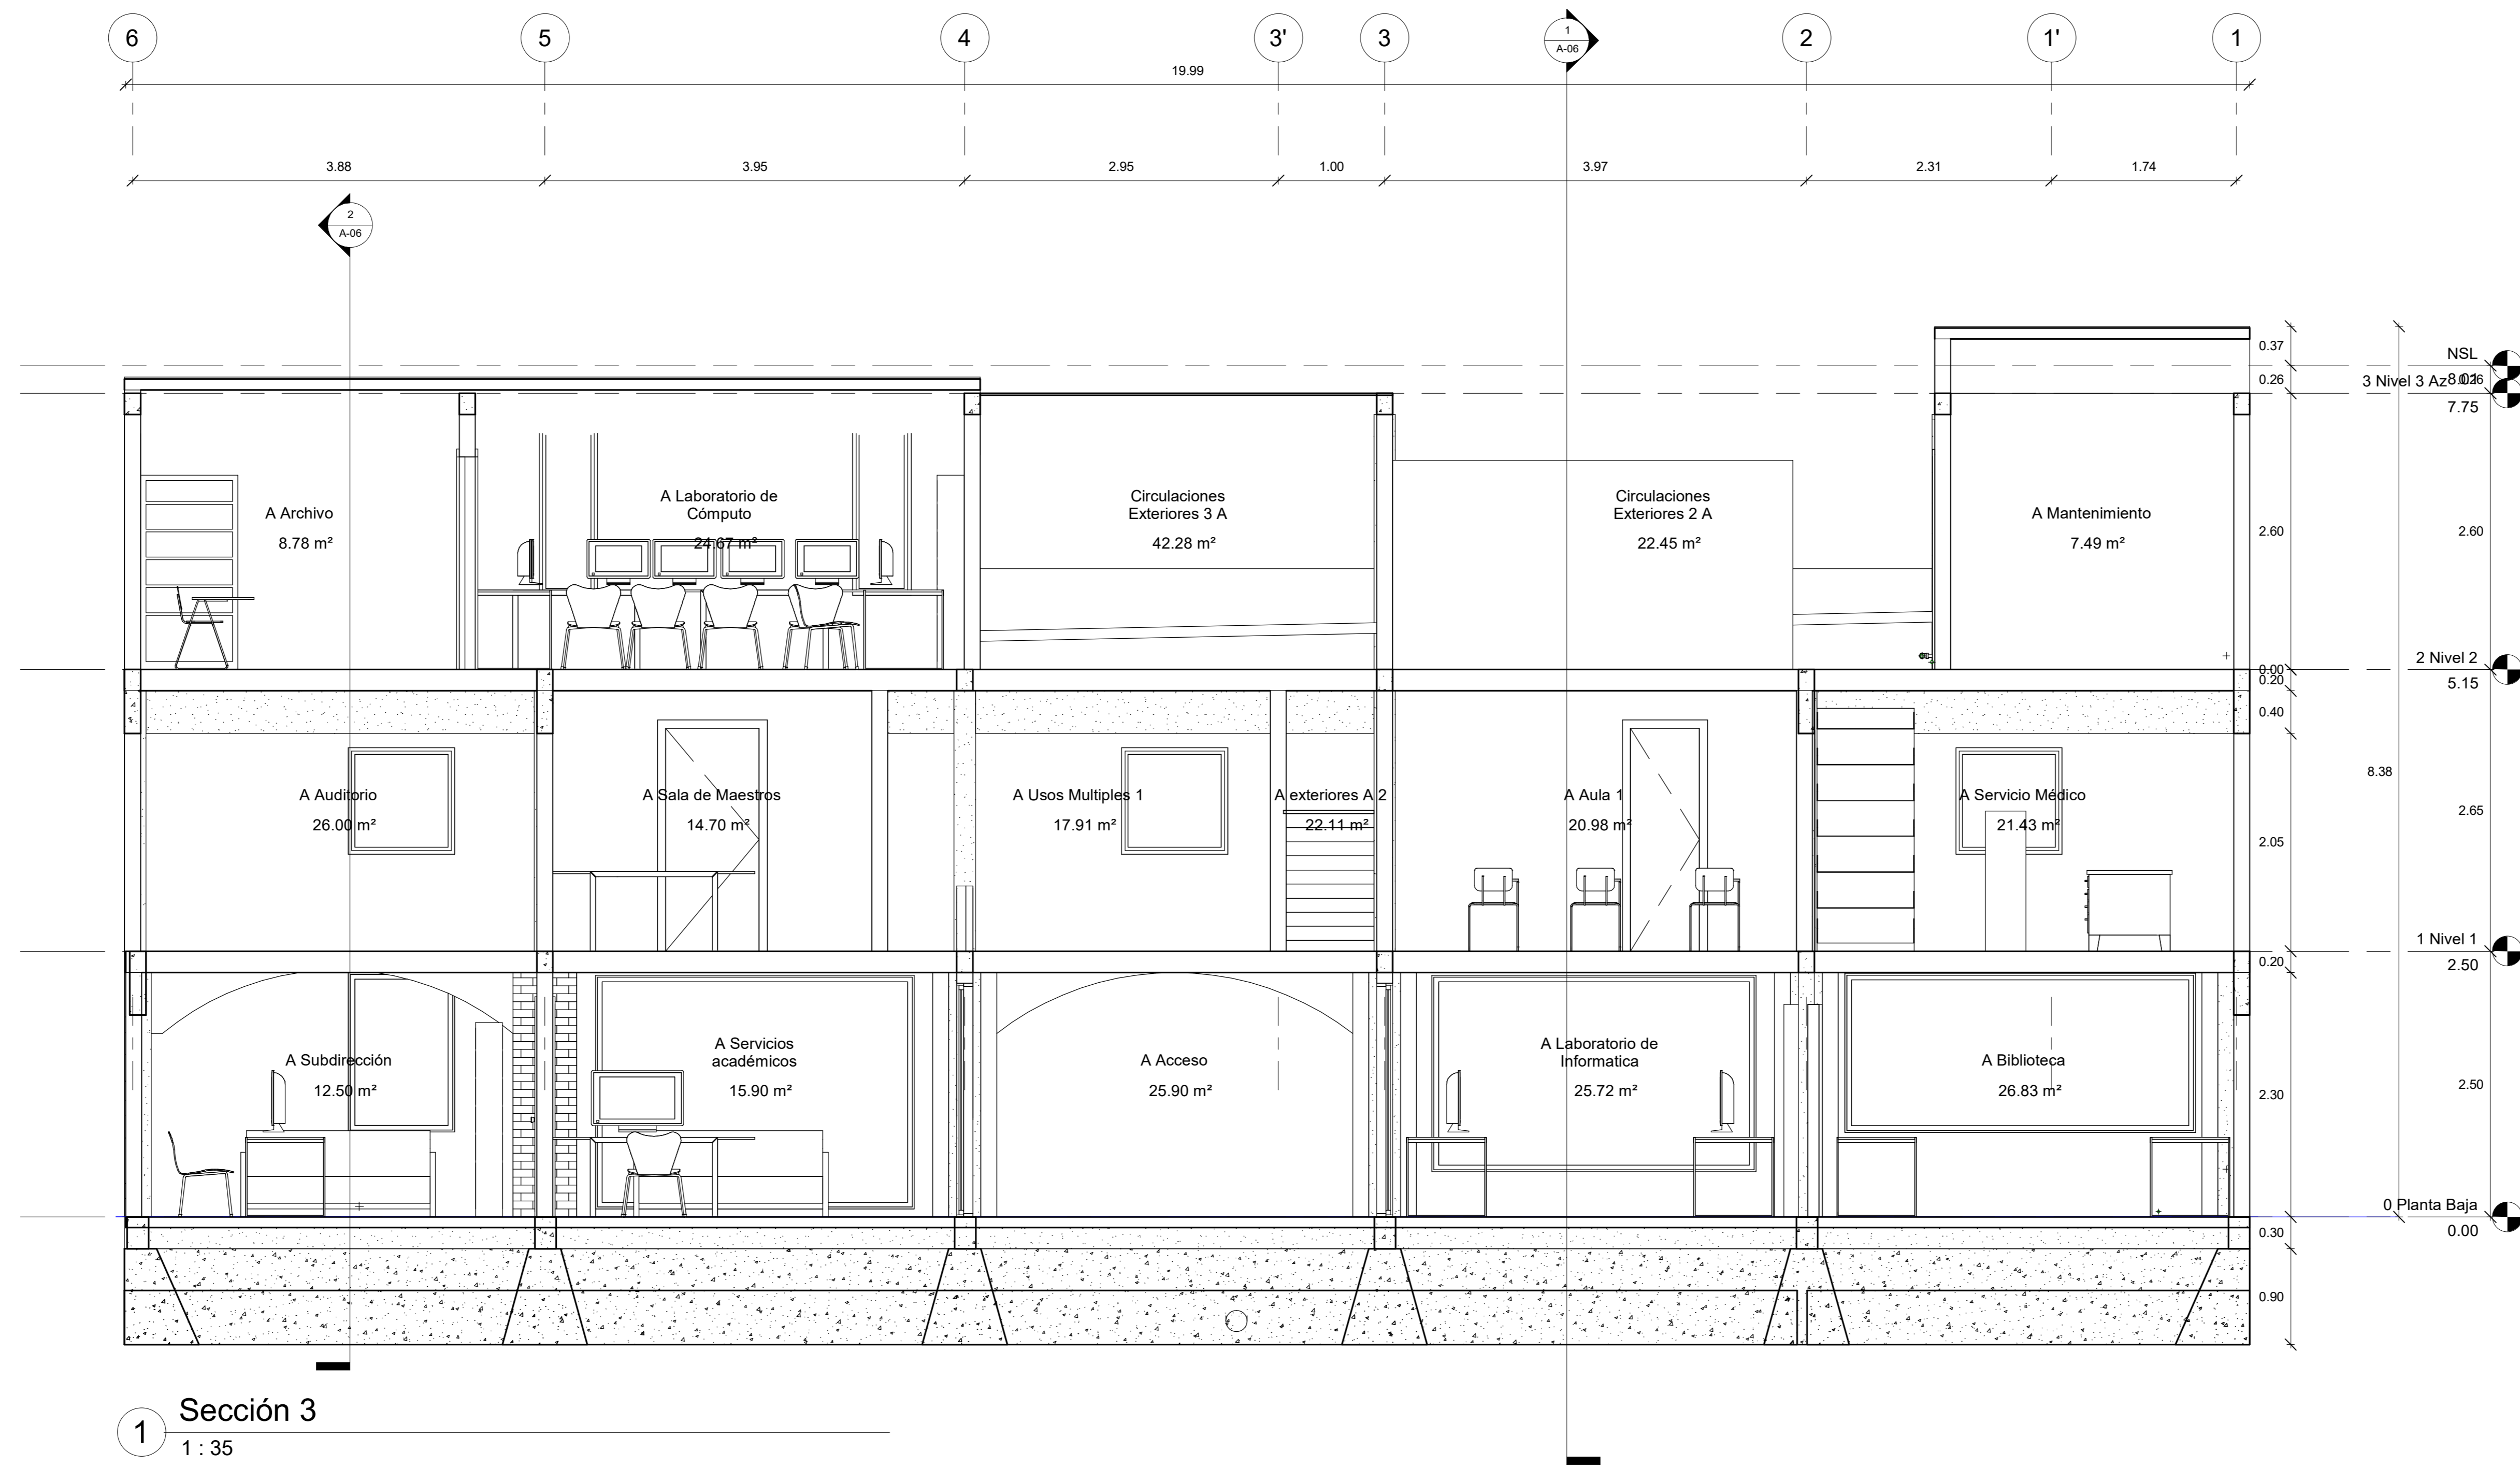 6
5
4
3'
3
1
A-06
2
1'
1
19.99
3.88
3.95
2.95
1.00
3.97
2.31
1.74
2
A-06
0.37
NSL
8.01
0.26
0.26
3 Nivel 3 Az
7.75
A Archivo
8.78 m²
A Laboratorio de
Cómputo
24.67 m²
Circulaciones
Exteriores 3 A
42.28 m²
Circulaciones
Exteriores 2 A
22.45 m²
A Mantenimiento
7.49 m²
2.60
2.60
2 Nivel 2
5.15
0.00
0.20
0.40
8.38
A Auditorio
26.00 m²
A Sala de Maestros
14.70 m²
A Usos Multiples 1
17.91 m²
A exteriores A 2
22.11 m²
A Aula 1
20.98 m²
A Servicio Médico
21.43 m²
2.05
2.65
1 Nivel 1
2.50
0.20
A Subdirección
12.50 m²
A Servicios
académicos
15.90 m²
A Acceso
25.90 m²
A Laboratorio de
Informatica
25.72 m²
A Biblioteca
26.83 m²
2.30
2.50
0 Planta Baja
0.00
0.30
0.90
1
Sección 3
1 : 35